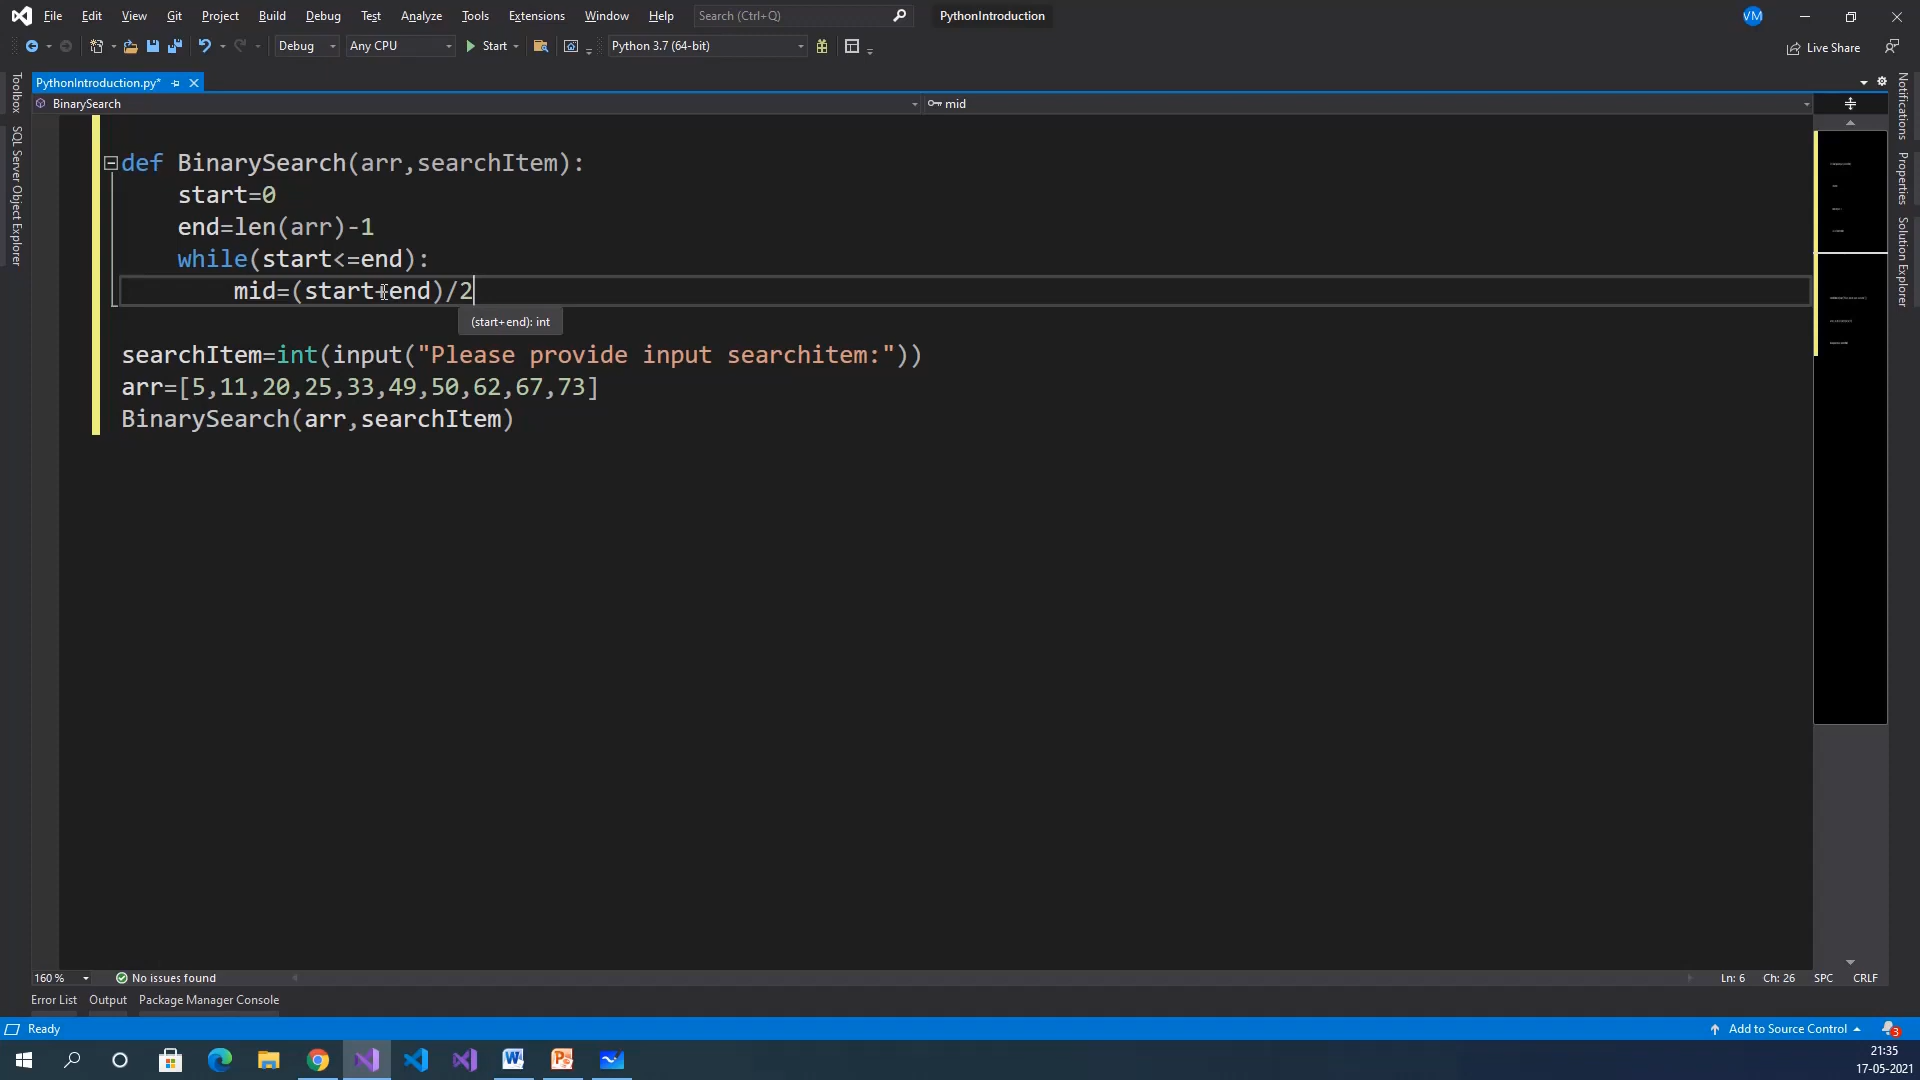 File Edit View Git Project Build Debug Test Analyze Tools Extensions Window Help Search (Ctrl+Q) PythonIntroduction VM
Debug Any CPU Start Python 3.7 (64-bit) Live Share
PythonIntroduction.py*
BinarySearch mid
Toolbox
SQL Server Object Explorer
Notifications
Properties
Solution Explorer
def BinarySearch(arr,searchItem):
start=0
end=len(arr)-1
while(start<=end):
mid=(start+end)/2
(start+end): int
searchItem=int(input("Please provide input searchitem:"))
arr=[5,11,20,25,33,49,50,62,67,73]
BinarySearch(arr,searchItem)
160 % No issues found Ln: 6 Ch: 26 SPC CRLF
Error List Output Package Manager Console
Ready Add to Source Control 3
21:35
17-05-2021